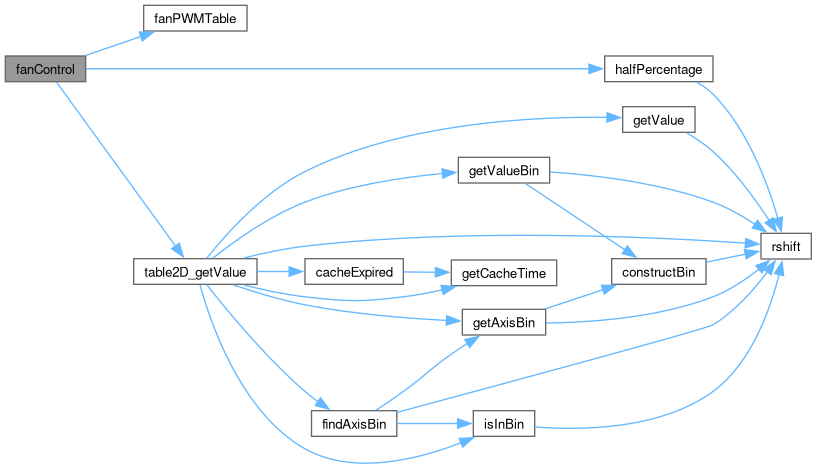 fanPWMTable
fanControl
halfPercentage
getValue
getValueBin
rshift
table2D_getValue
cacheExpired
getCacheTime
constructBin
getAxisBin
findAxisBin
isInBin